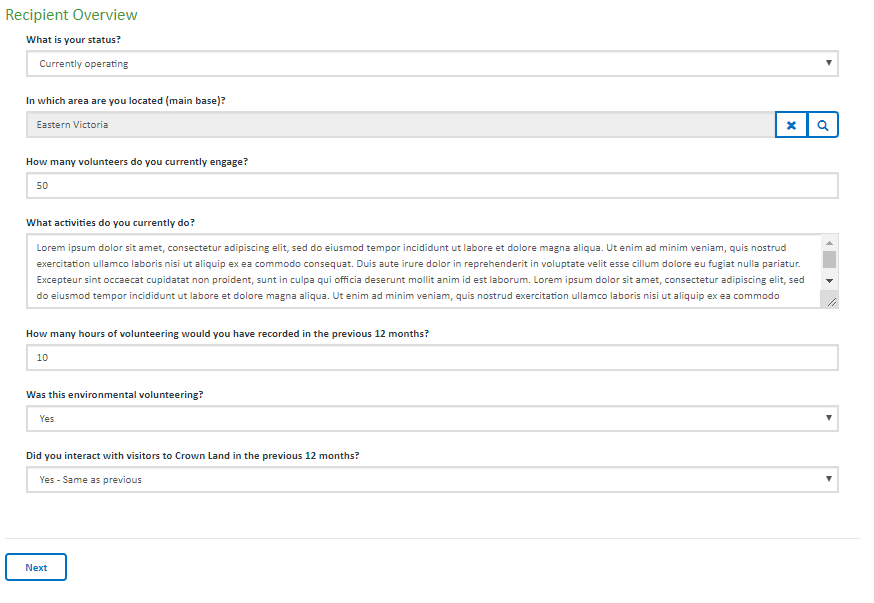 Recipient Overview
What is your status?
Currently operating
In which area are you located (main base)?
Eastern Victoria
How many volunteers do you currently engage?
50
What activities do you currently do?
Lorem ipsum dolor sit amet, consectetur adipiscing elit, sed do eiusmod tempor incididunt ut labore et dolore magna aliqua. Ut enim ad minim veniam, quis nostrud
exercitation ullamco laboris nisi ut aliquip ex ea commodo consequat. Duis aute irure dolor in reprehenderit in voluptate velit esse cillum dolore eu fugiat nulla pariatur.
Excepteur sint occaecat cupidatat non proident, sunt in culpa qui officia deserunt mollit anim id est laborum. Lorem ipsum dolor sit amet, consectetur adipiscing elit, sed
do eiusmod tempor incididunt ut labore et dolore magna aliqua. Ut enim ad minim veniam, quis nostrud exercitation ullamco laboris nisi ut aliquip ex ea commodo
How many hours of volunteering would you have recorded in the previous 12 months?
10
Was this environmental volunteering?
Yes
Did you interact with visitors to Crown Land in the previous 12 months?
Yes - Same as previous
Next